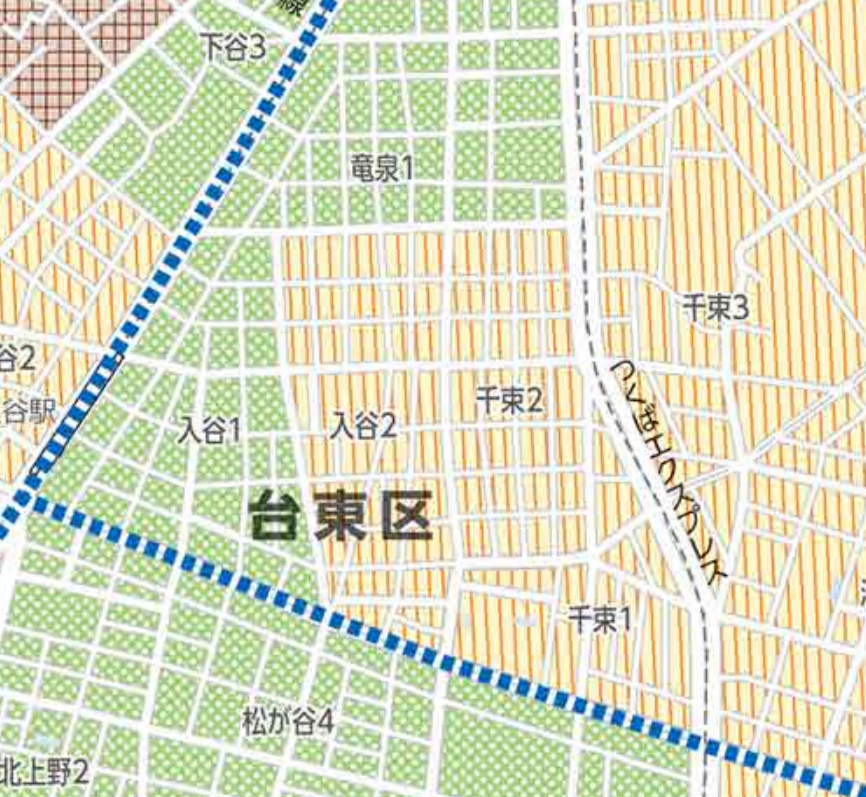 線
下谷3
竜泉1
千束3
谷2
谷駅
入谷1
入谷2
千束2
つくばエクスプレス
台東区
千束1
松が谷4
北上野2